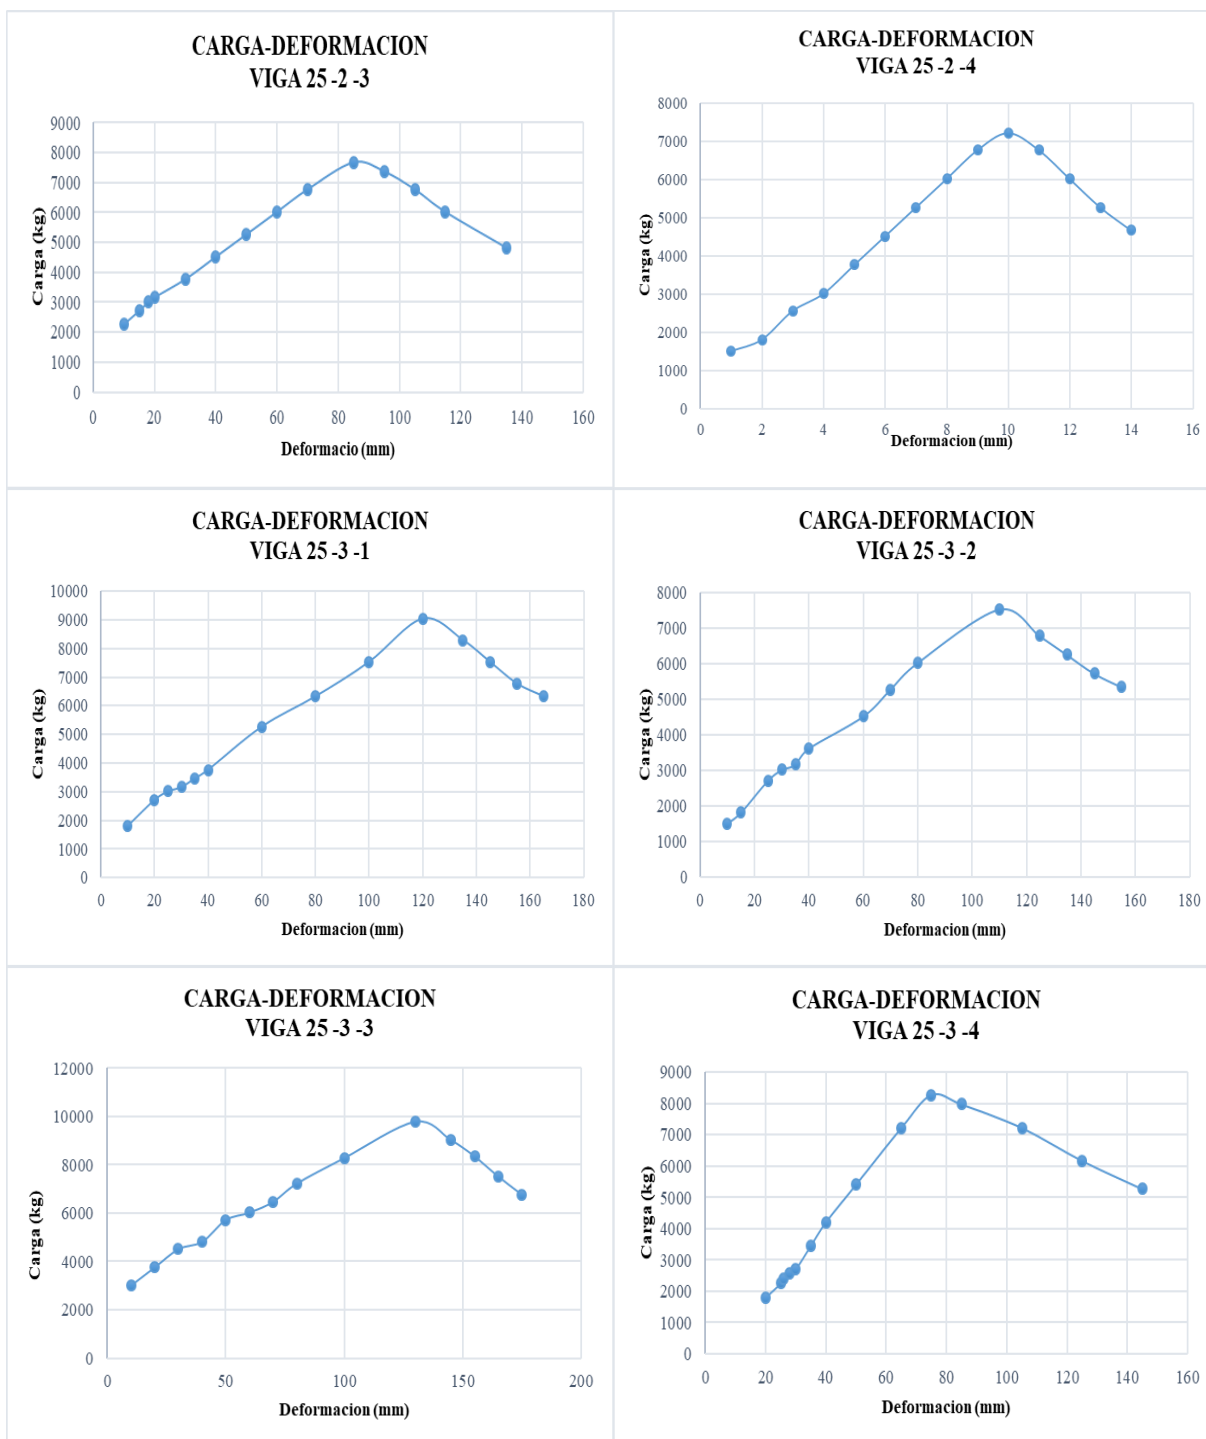 CARGA-DEFORMACION
VIGA 25 -2 -3
9000
8000
7000
6000
5000
4000
3000
2000
1000
0
Carga (kg)
0 20 40 60 80 100 120 140 160
Deformacio (mm)
CARGA-DEFORMACION
VIGA 25 -2 -4
8000
7000
6000
5000
4000
3000
2000
1000
0
Carga (kg)
0 2 4 6 8 10 12 14 16
Deformacion (mm)
CARGA-DEFORMACION
VIGA 25 -3 -1
10000
9000
8000
7000
6000
5000
4000
3000
2000
1000
0
Carga (kg)
0 20 40 60 80 100 120 140 160 180
Deformacion (mm)
CARGA-DEFORMACION
VIGA 25 -3 -2
8000
7000
6000
5000
4000
3000
2000
1000
0
Carga (kg)
0 20 40 60 80 100 120 140 160 180
Deformacion (mm)
CARGA-DEFORMACION
VIGA 25 -3 -3
12000
10000
8000
6000
4000
2000
0
Carga (kg)
0 50 100 150 200
Deformacion (mm)
CARGA-DEFORMACION
VIGA 25 -3 -4
9000
8000
7000
6000
5000
4000
3000
2000
1000
0
Carga (kg)
0 20 40 60 80 100 120 140 160
Deformacion (mm)